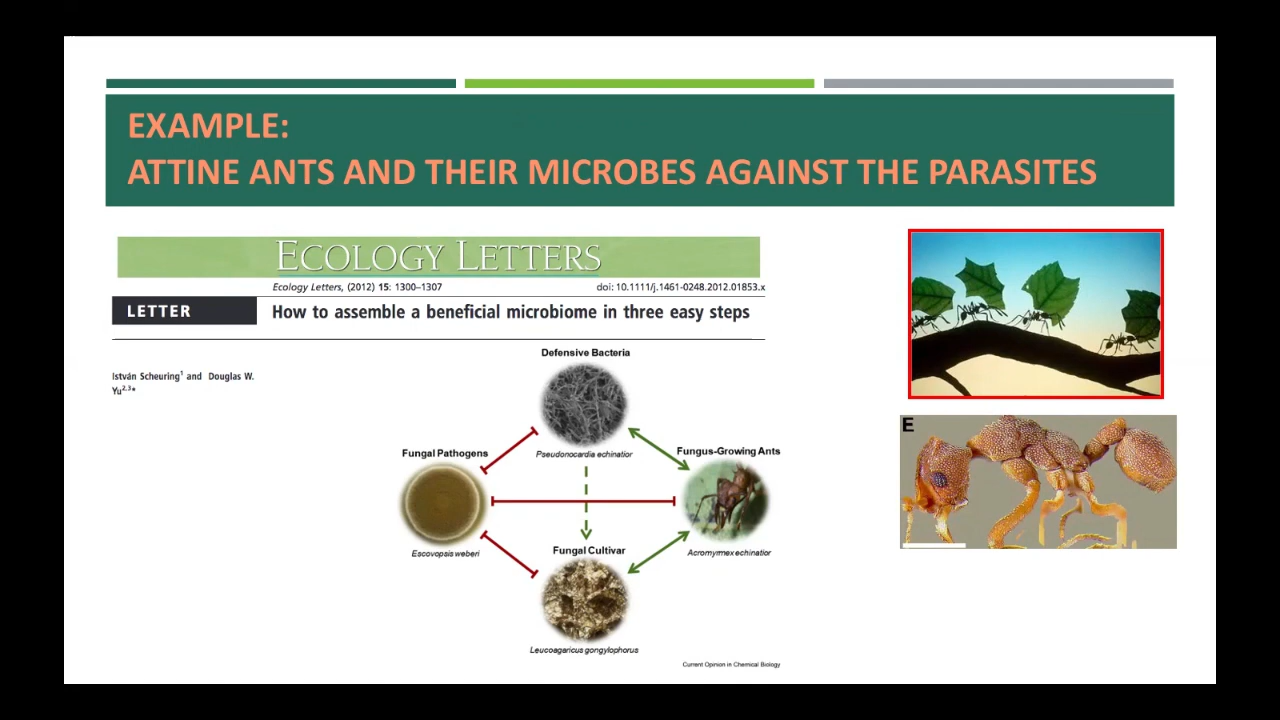 EXAMPLE:
ATTINE ANTS AND THEIR MICROBES AGAINST THE PARASITES
ECOLOGY LETTERS
Ecology Letters, (2012) 15: 1300–1307
doi: 10.1111/j.1461-0248.2012.01853.x
LETTER
How to assemble a beneficial microbiome in three easy steps
István Scheuring1 and Douglas W.
Yu2,3*
Defensive Bacteria
Pseudonocardia echinatior
Fungal Pathogens
Escovopsis weberi
Fungus-Growing Ants
Acromyrmex echinatior
Fungal Cultivar
Leucoagaricus gongylophorus
Current Opinion in Chemical Biology
E